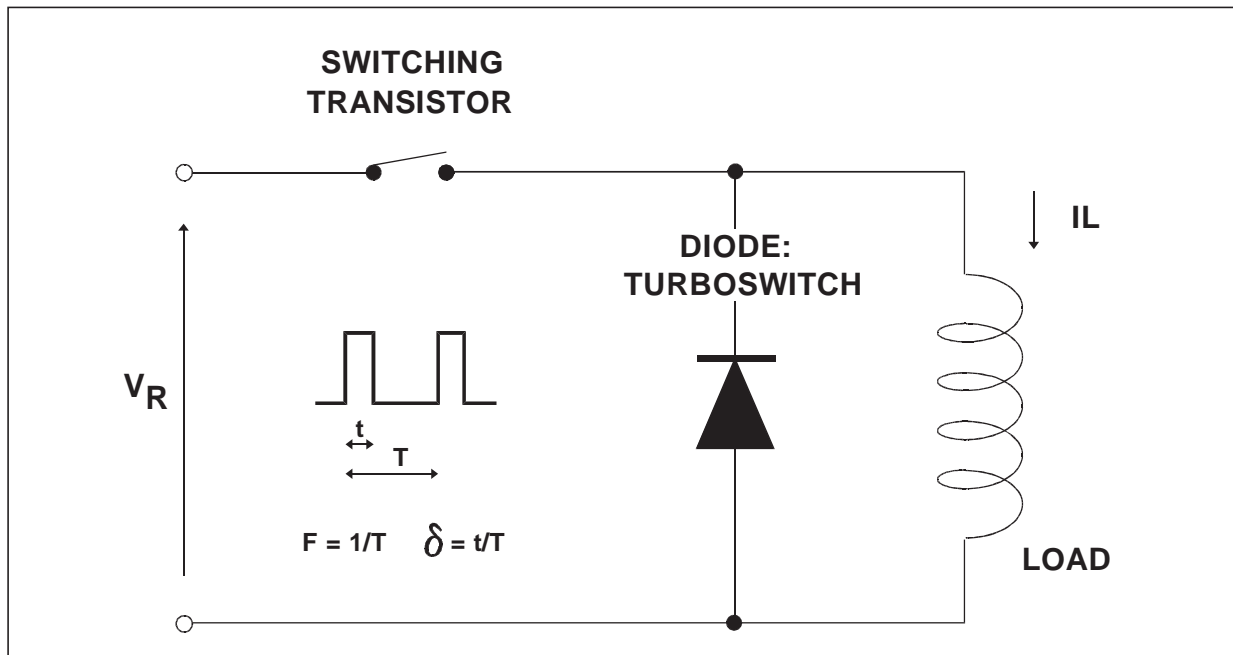 SWITCHING
TRANSISTOR
IL
DIODE:
TURBOSWITCH
VR
t
T
F = 1/T δ = t/T
LOAD